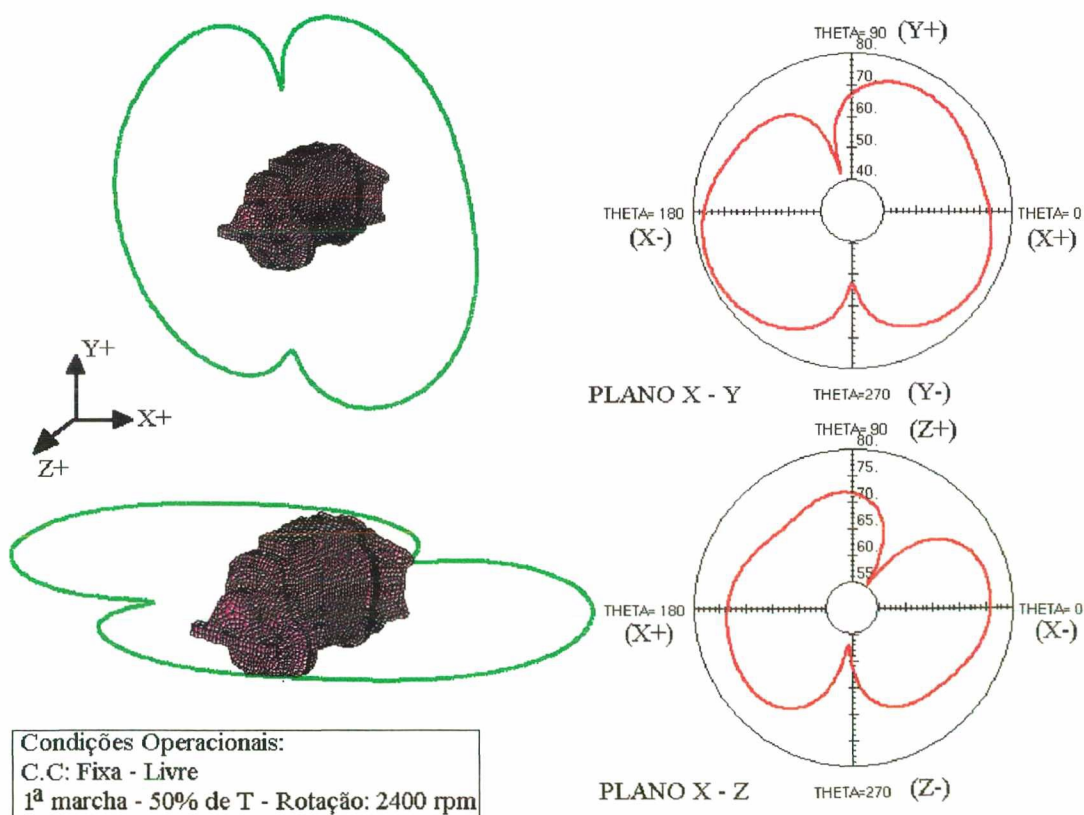 THETA= 90 (Y+)
80.
70.
60.
50.
40.
THETA= 180
(X-)
THETA= 0
(X+)
Y+
X+
Z+
PLANO X - Y
THETA=270 (Y-)
THETA= 90 (Z+)
80.
75.
70.
65.
60.
55.
THETA= 180
(X+)
THETA= 0
(X-)
Condições Operacionais:
C.C: Fixa - Livre
1ª marcha - 50% de T - Rotação: 2400 rpm
PLANO X - Z
THETA=270 (Z-)